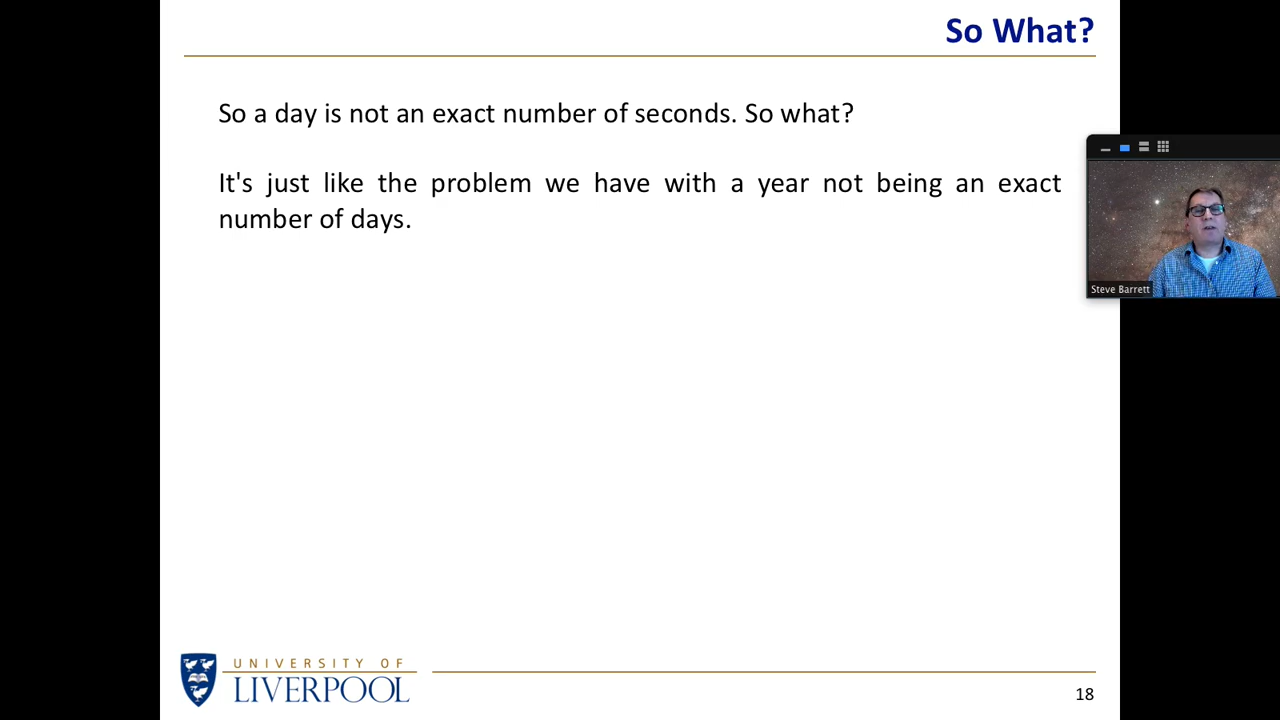 So What?
So a day is not an exact number of seconds. So what?
It's just like the problem we have with a year not being an exact
number of days.
Steve Barrett
UNIVERSITY OF
LIVERPOOL
18